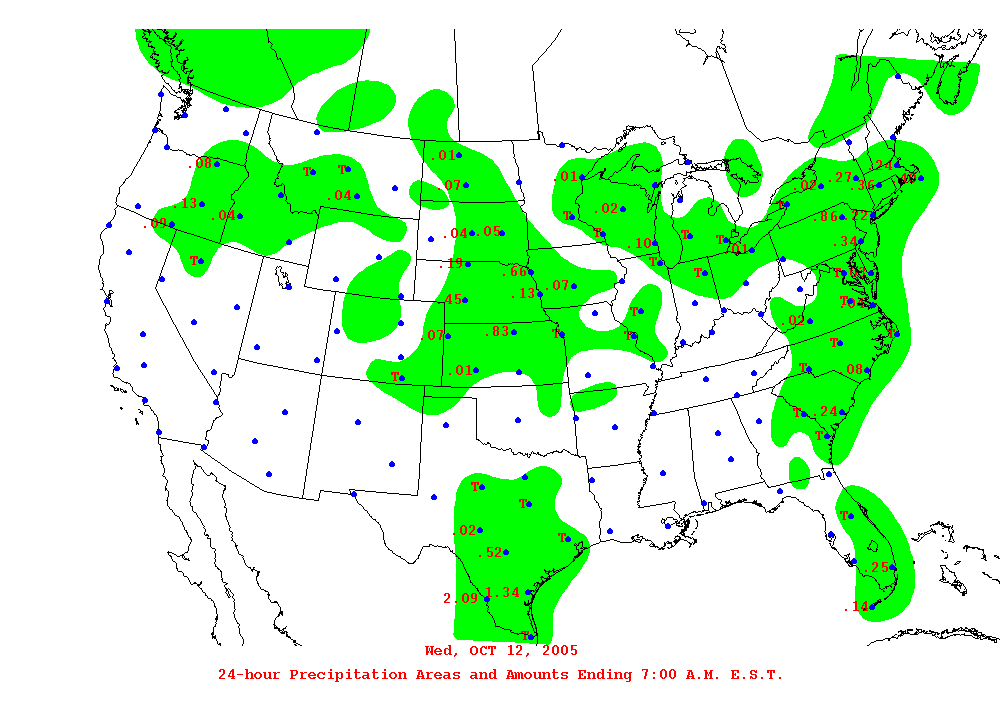 .24
.01
.08
T T
.01
.27 .36
.02
.07
.04
.13
T
.02
.04
T
.86 .22
.09
.04 .05
T T
.10
.01
.34
T
.19
T
.66
T
T
.07
.13
.45
T
.02
.83
T
T
T
.07
T
.01
T
.08
T
T
.24
T
T
T
T
.02
T
.52
.25
1.34
2.09
.14
T
Wed, OCT 12, 2005
24-hour Precipitation Areas and Amounts Ending 7:00 A.M. E.S.T.